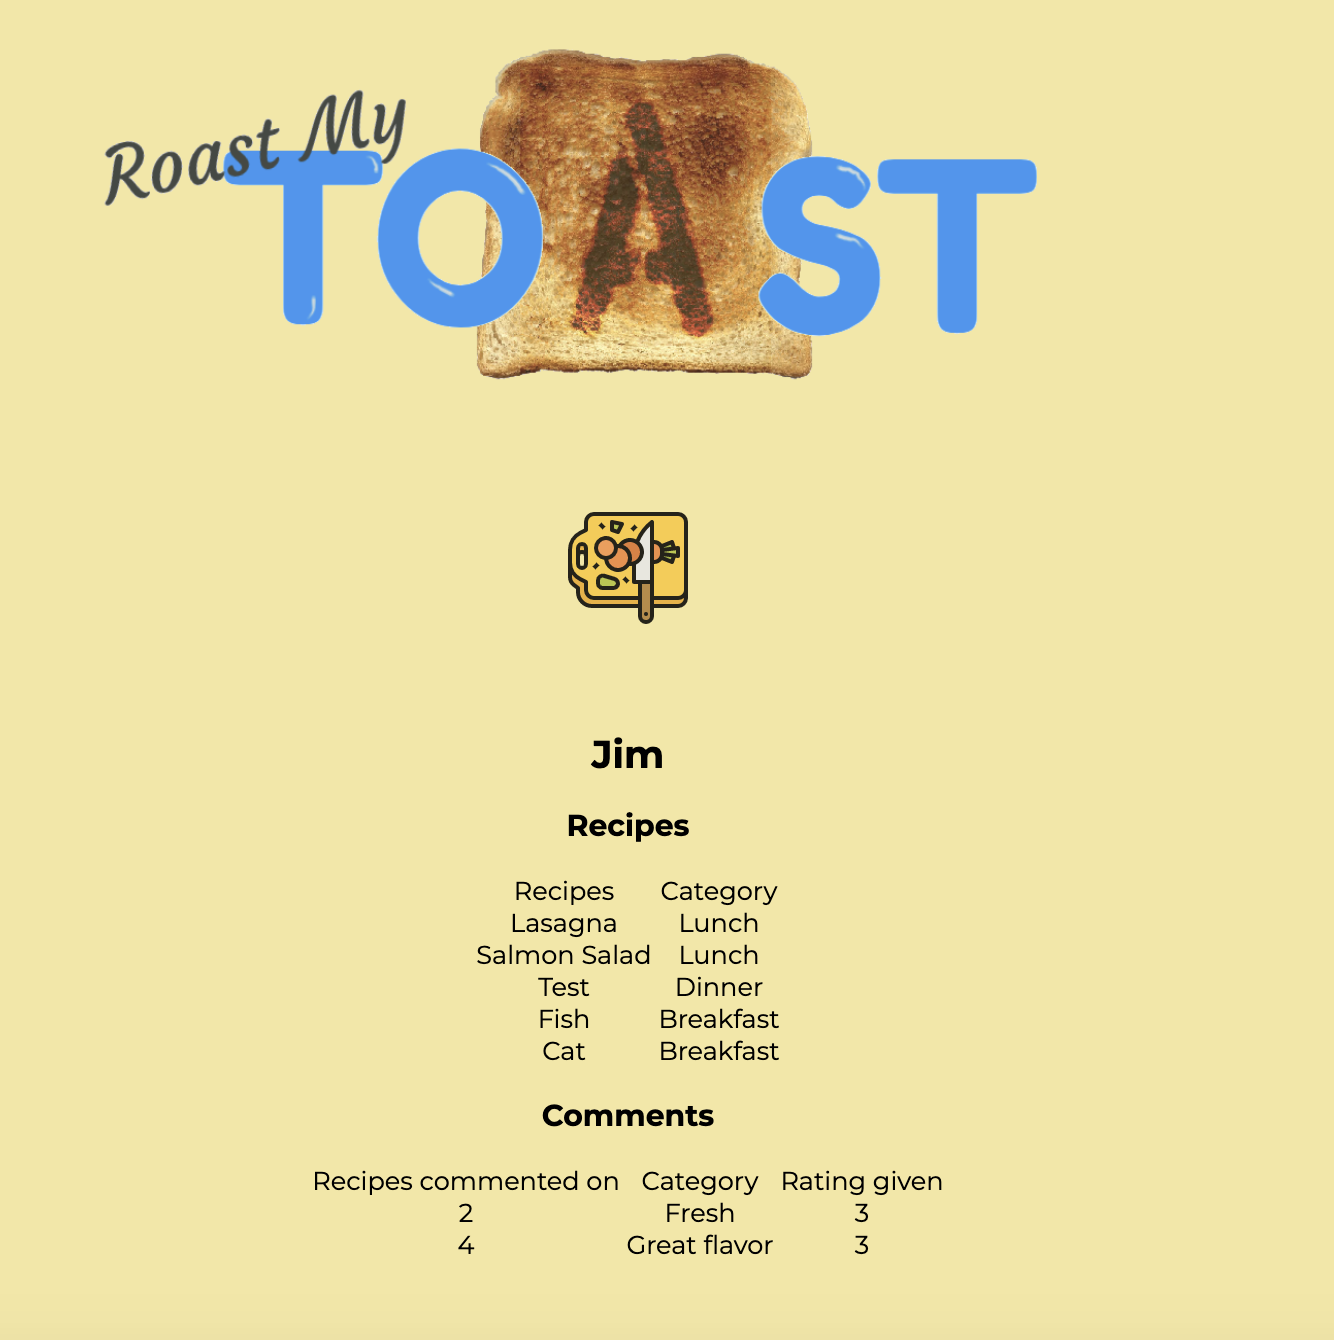 Roast My
TOAST
Jim
Recipes
Recipes Category
Lasagna Lunch
Salmon Salad Lunch
Test Dinner
Fish Breakfast
Cat Breakfast
Comments
Recipes commented on Category Rating given
2 Fresh 3
4 Great flavor 3